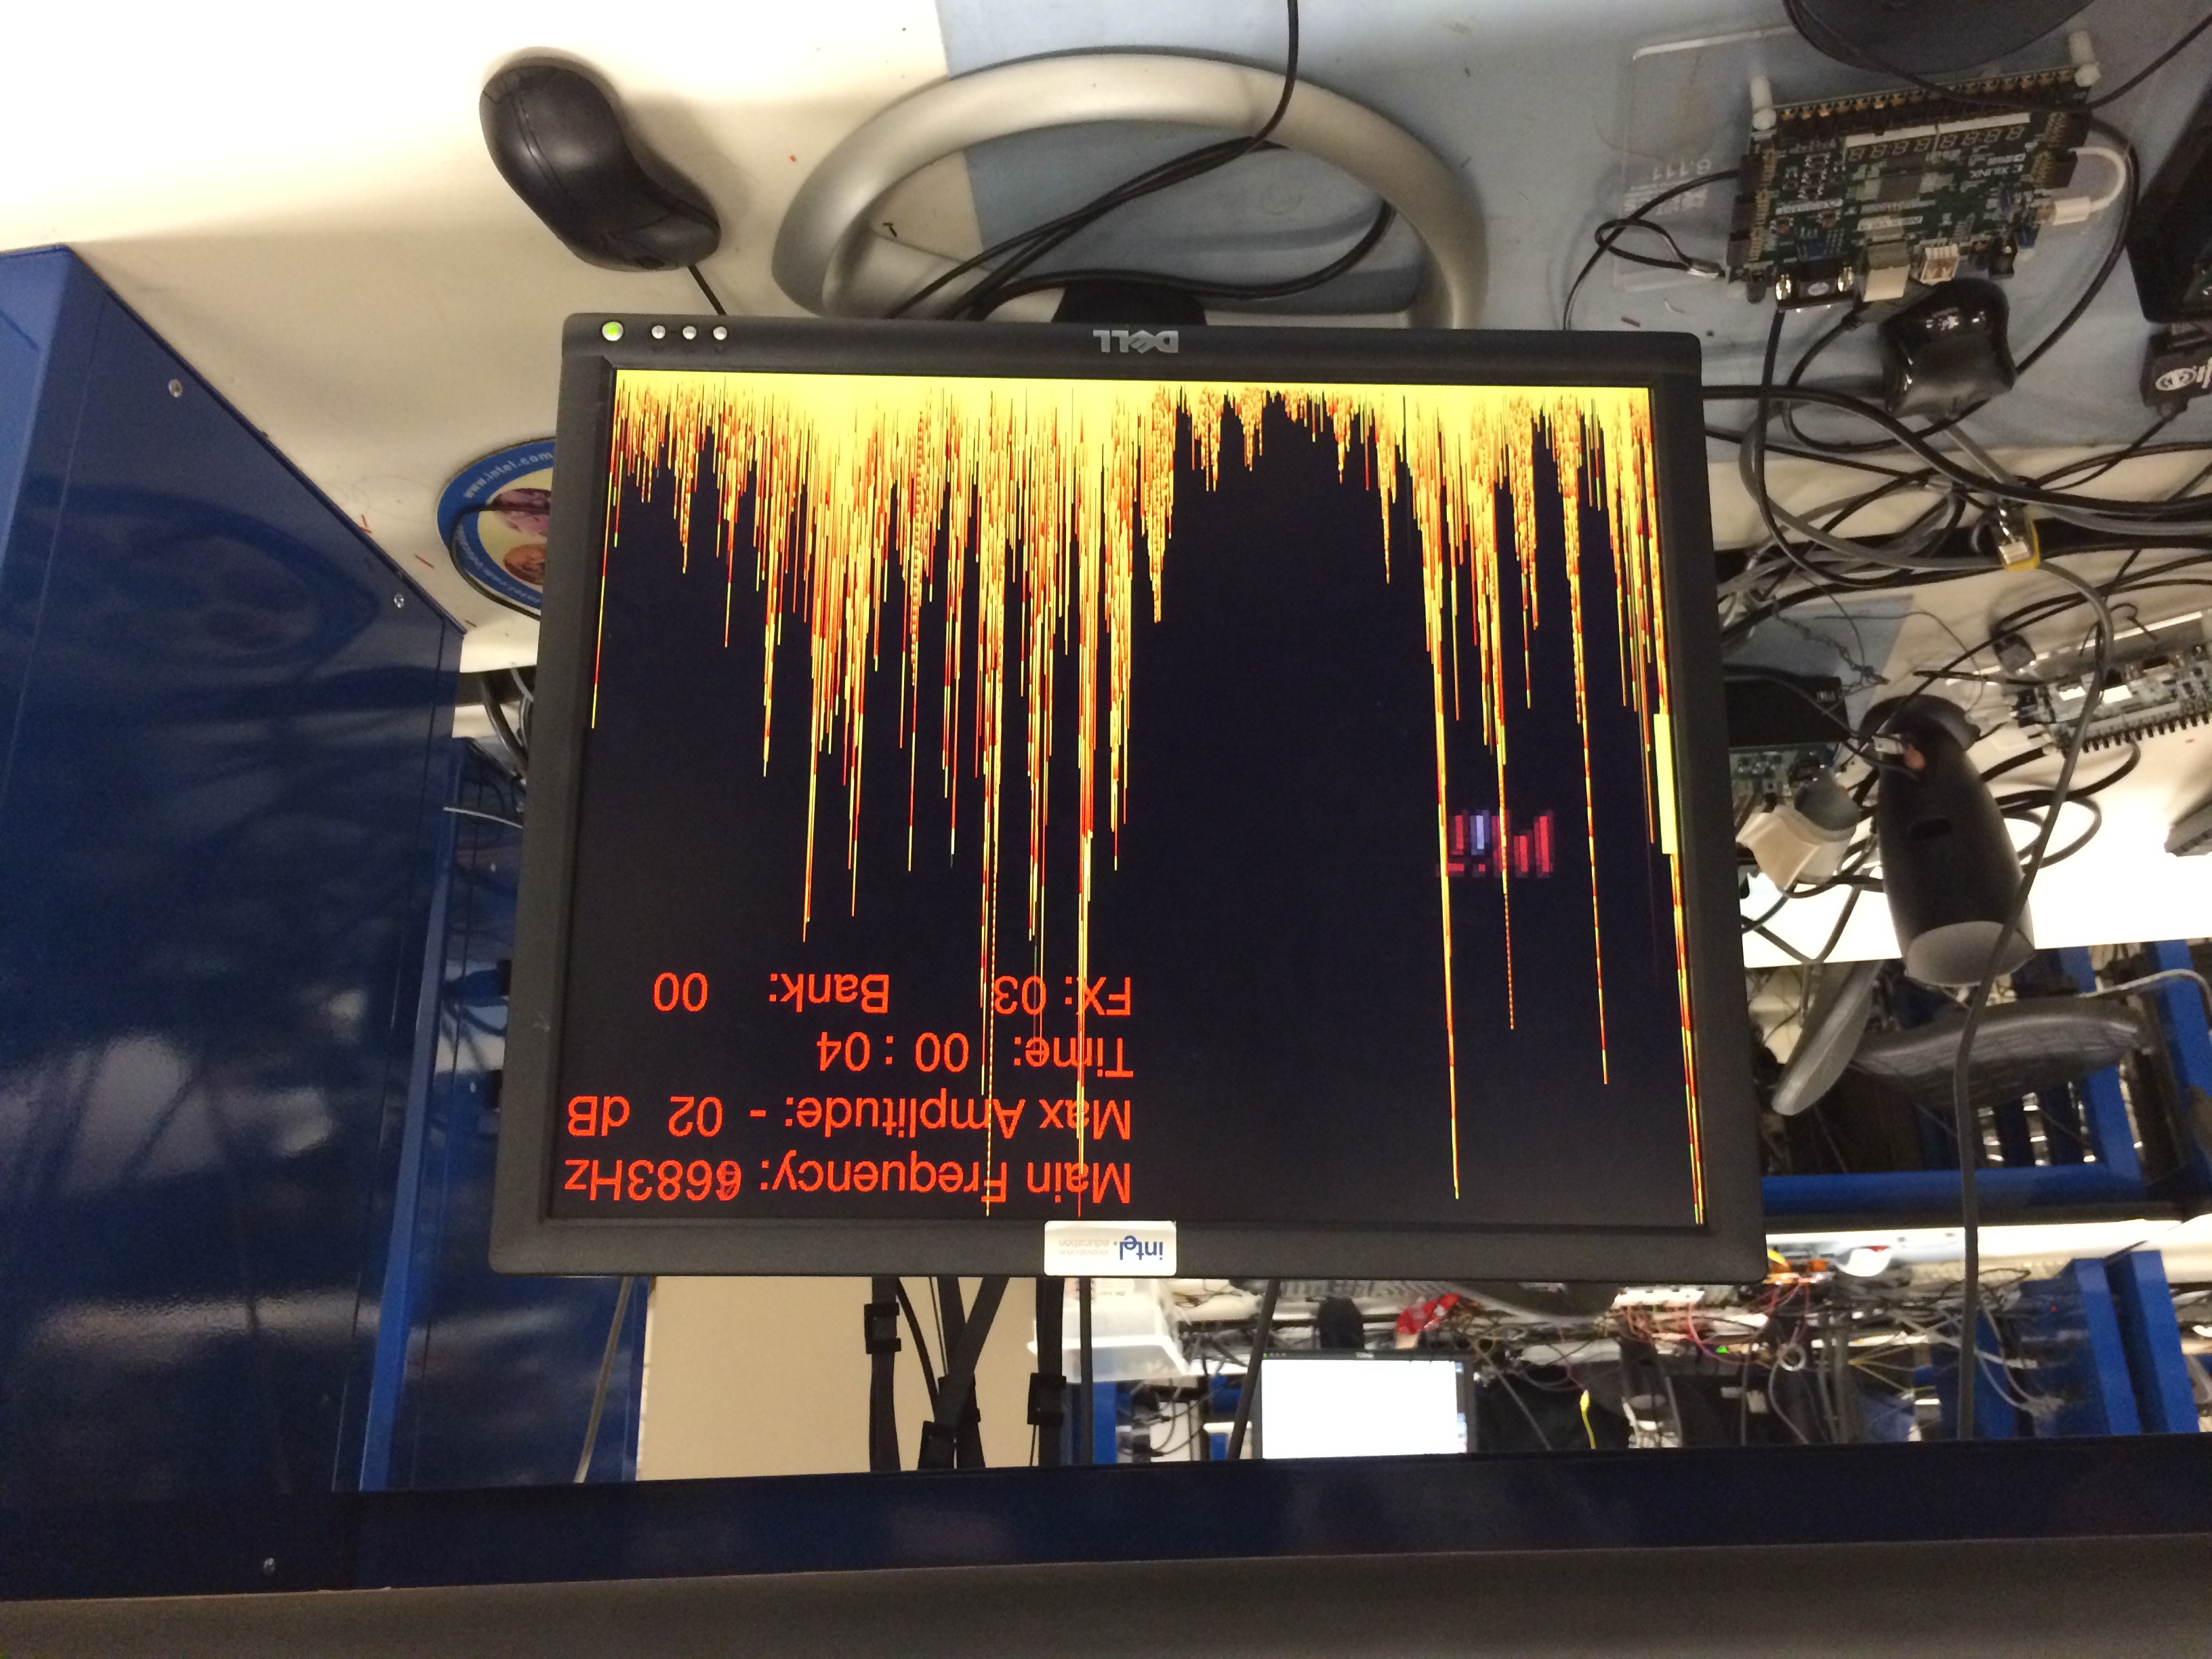 intel.
innovation in
education
Main Frequency: 6683Hz
Max Amplitude: - 02 dB
Time: 00 : 04
FX: 03 Bank: 00
MiT
DELL
XILINX
6.111
www.intel.com